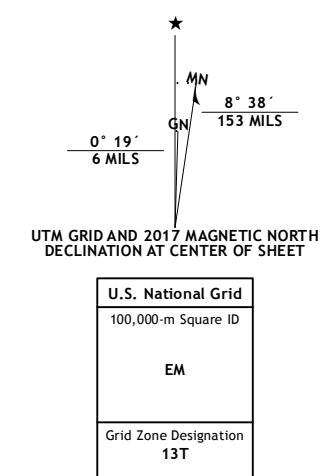 ★
MN
GN
8° 38´
153 MILS
0° 19´
6 MILS
UTM GRID AND 2017 MAGNETIC NORTH
DECLINATION AT CENTER OF SHEET
U.S. National Grid
100,000-m Square ID
EM
Grid Zone Designation
13T